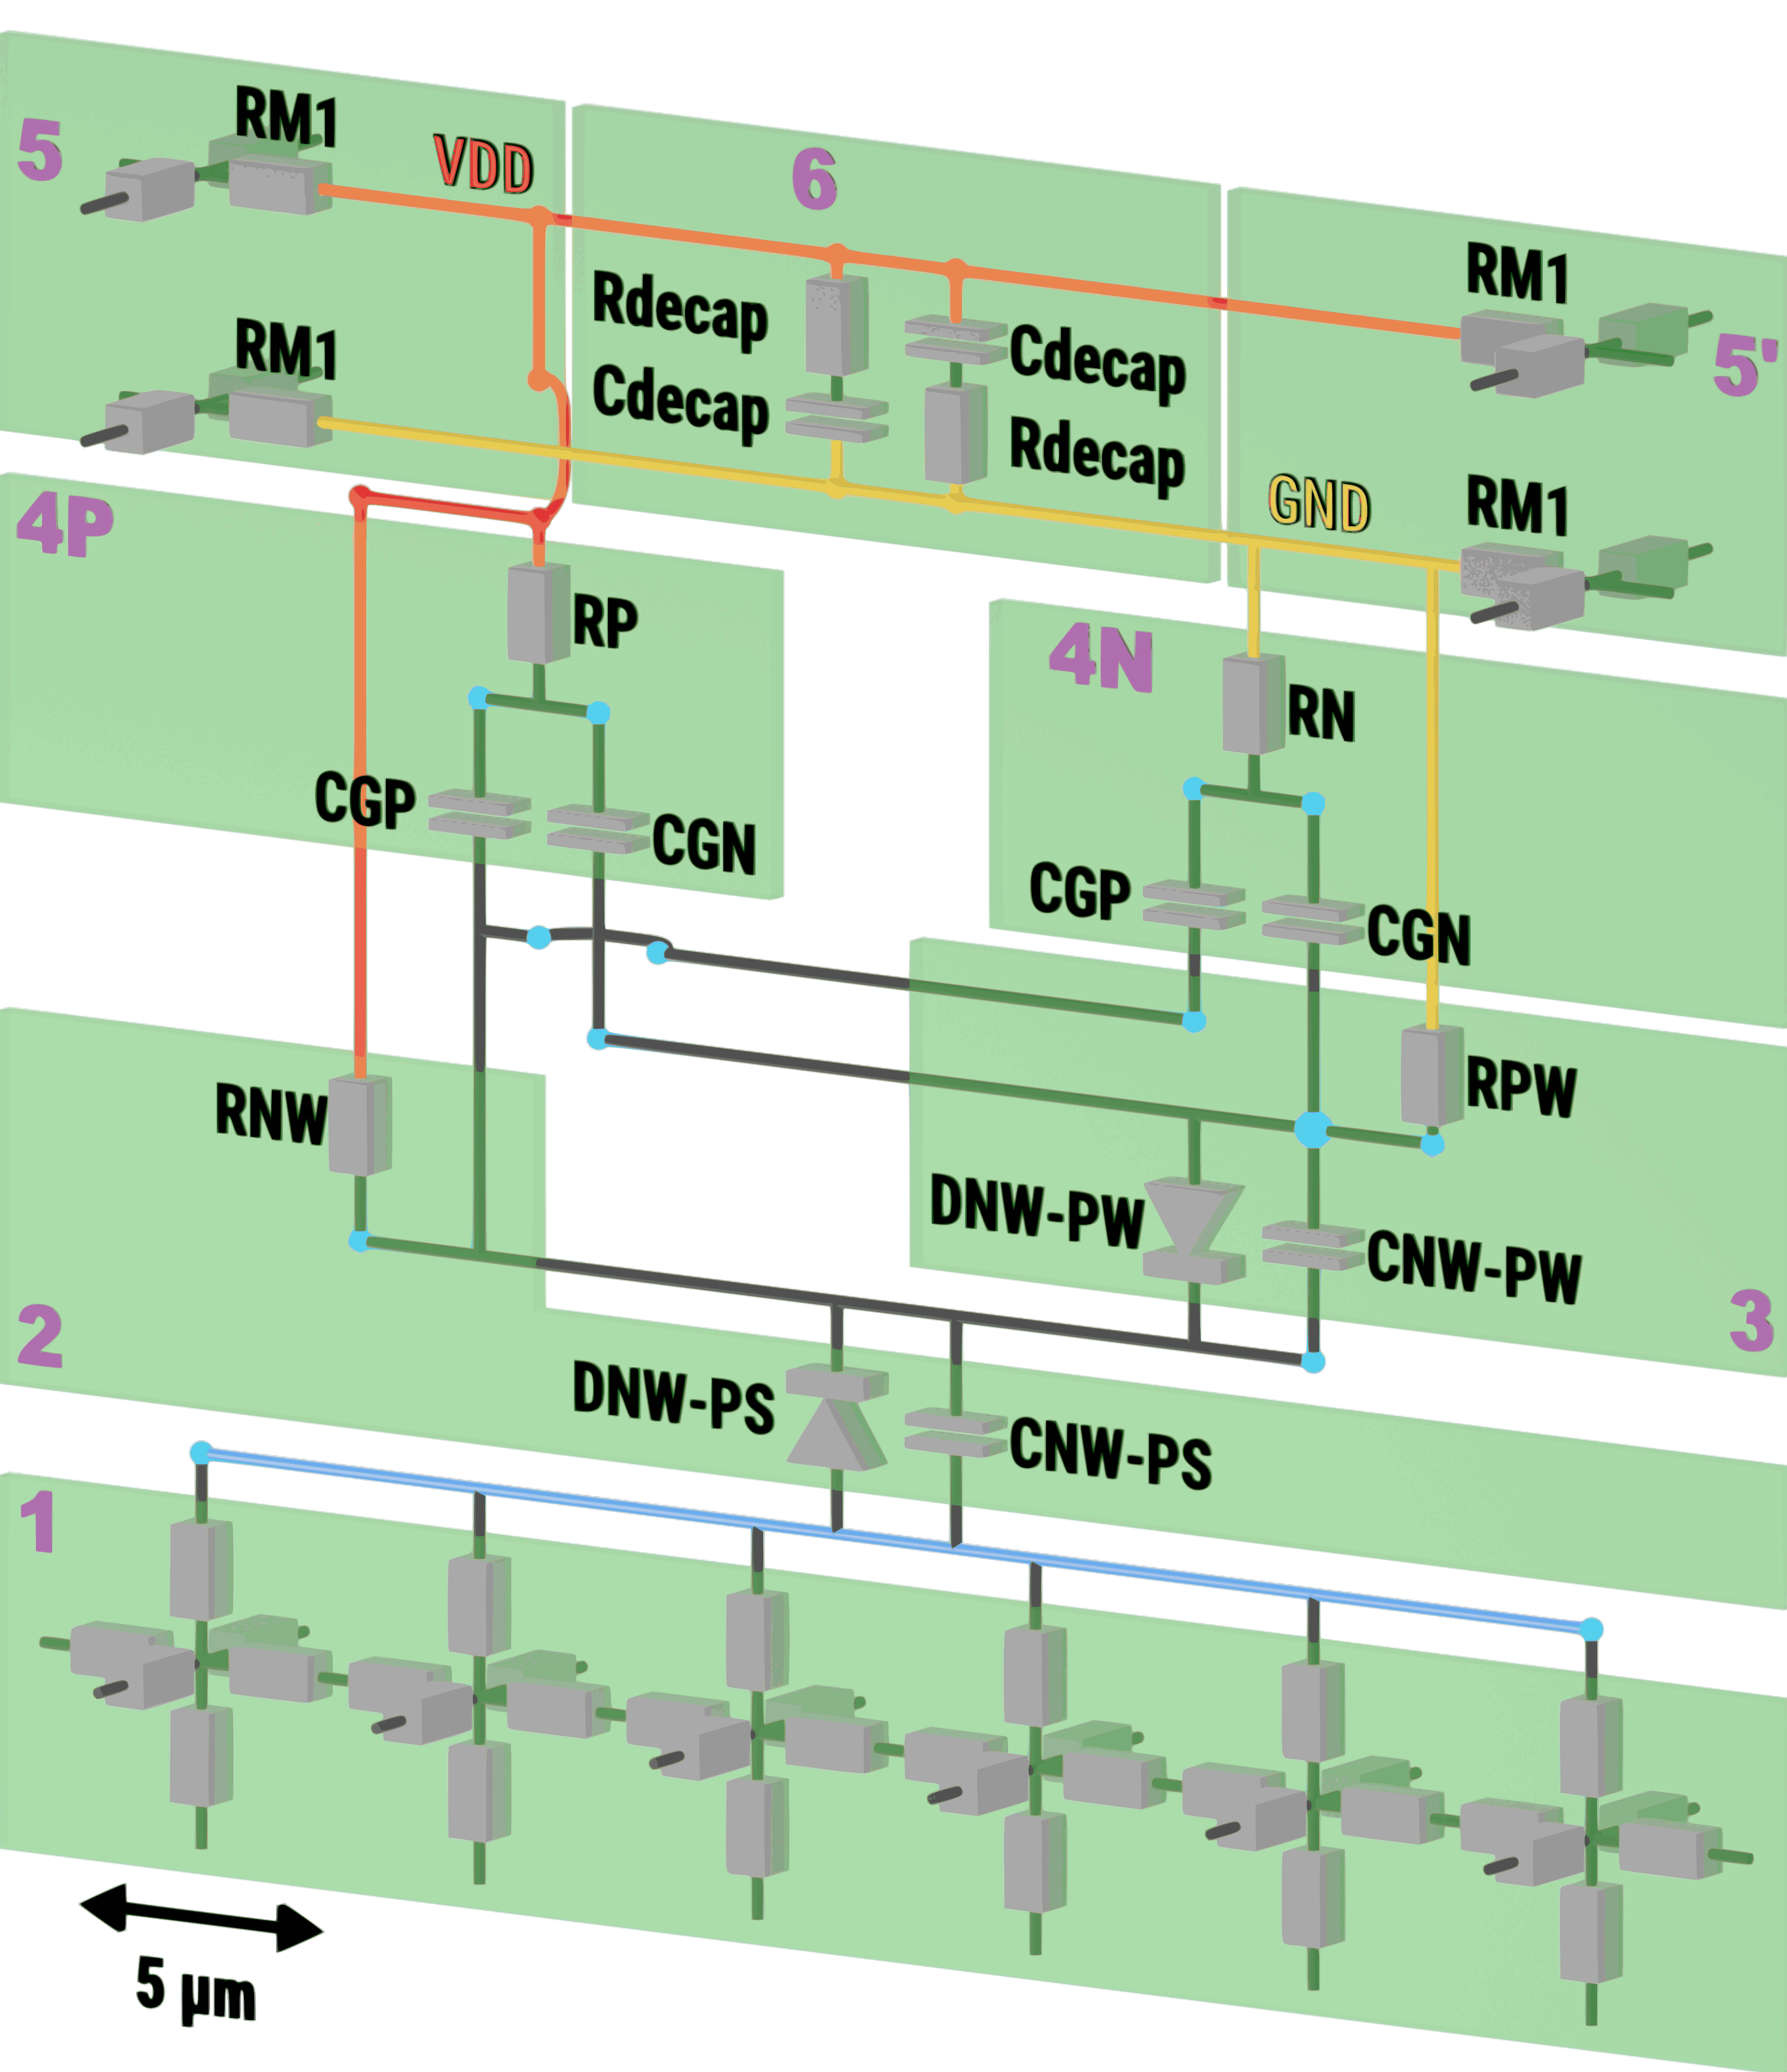 5
RM1
VDD
6
RM1
5'
Rdecap
Cdecap
RM1
Cdecap
Rdecap
GND
RM1
4P
RP
4N
RN
CGP
CGN
CGP
CGN
RNW
RPW
DNW-PW
CNW-PW
2
3
DNW-PS
CNW-PS
1
5 µm